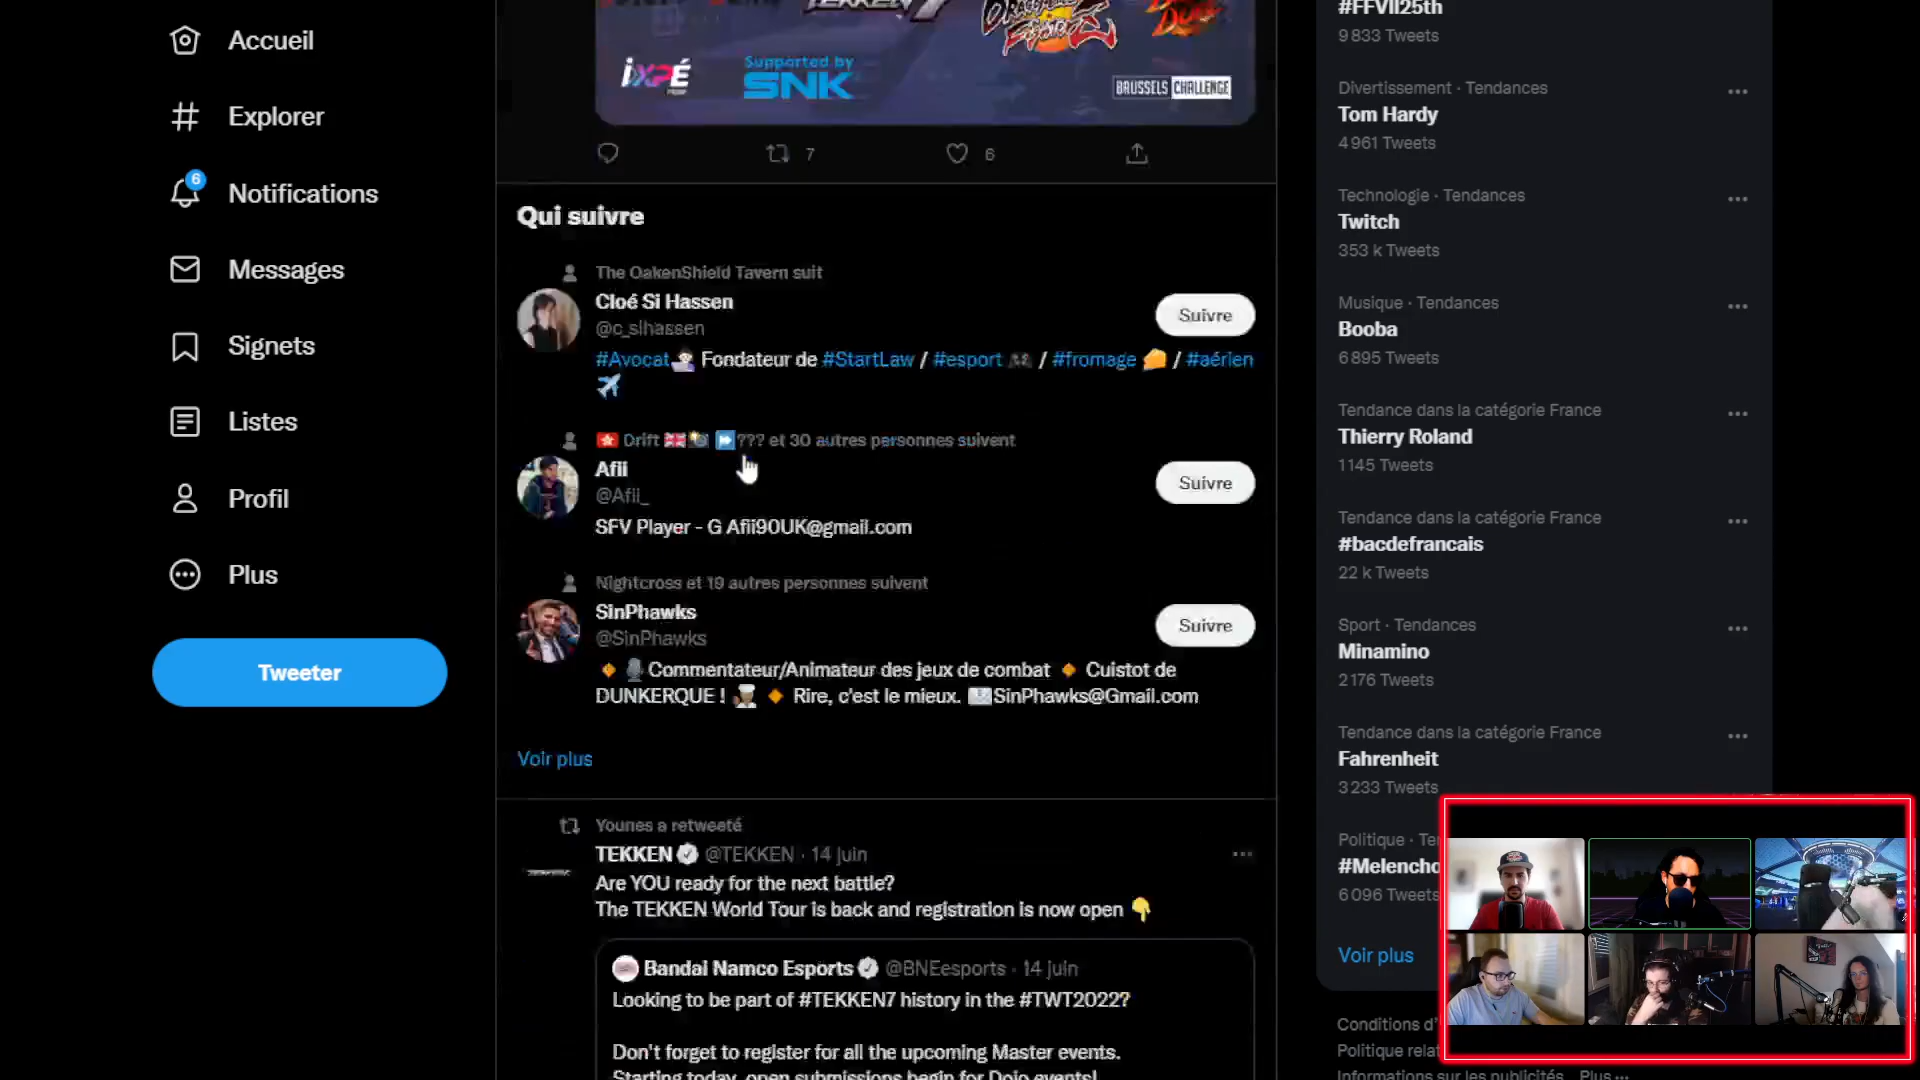 Accueil
Explorer
6
Notifications
Messages
Signets
Listes
Profil
Plus
Tweeter
TEKKEN 7
DRAGONBALL FighterZ
iXPÉ
Supported by
SNK
BRUSSELS CHALLENGE
7
6
Qui suivre
The OakenShield Tavern suit
Cloé Si Hassen
@c_sihassen
Suivre
#Avocat Fondateur de #StartLaw / #esport / #fromage / #aérien
Drift ??? et 30 autres personnes suivent
Afii
@Afii_
Suivre
SFV Player - G Afii90UK@gmail.com
Nightcross et 19 autres personnes suivent
SinPhawks
@SinPhawks
Suivre
Commentateur/Animateur des jeux de combat Cuistot de
DUNKERQUE ! Rire, c'est le mieux. SinPhawks@Gmail.com
Voir plus
Younes a retweeté
TEKKEN @TEKKEN · 14 juin
Are YOU ready for the next battle?
The TEKKEN World Tour is back and registration is now open
Bandai Namco Esports @BNEesports · 14 juin
Looking to be part of #TEKKEN7 history in the #TWT2022?
Don't forget to register for all the upcoming Master events.
Starting today, open submissions begin for Dojo events!
#FFVII25th
9 833 Tweets
Divertissement · Tendances
Tom Hardy
4 961 Tweets
Technologie · Tendances
Twitch
353 k Tweets
Musique · Tendances
Booba
6 895 Tweets
Tendance dans la catégorie France
Thierry Roland
1 145 Tweets
Tendance dans la catégorie France
#bacdefrancais
22 k Tweets
Sport · Tendances
Minamino
2 176 Tweets
Tendance dans la catégorie France
Fahrenheit
3 233 Tweets
Politique · Te
#Melencho
6 096 Tweets
Voir plus
Conditions d'
Politique relat
Informations sur les publicités Plus